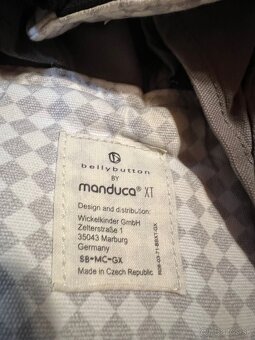 bellybutton
BY
manduca® XT
Design and distribution:
Wickelkinder GmbH
Zelterstraße 1
35043 Marburg
Germany
SB-MC-GX
Made in Czech Republic